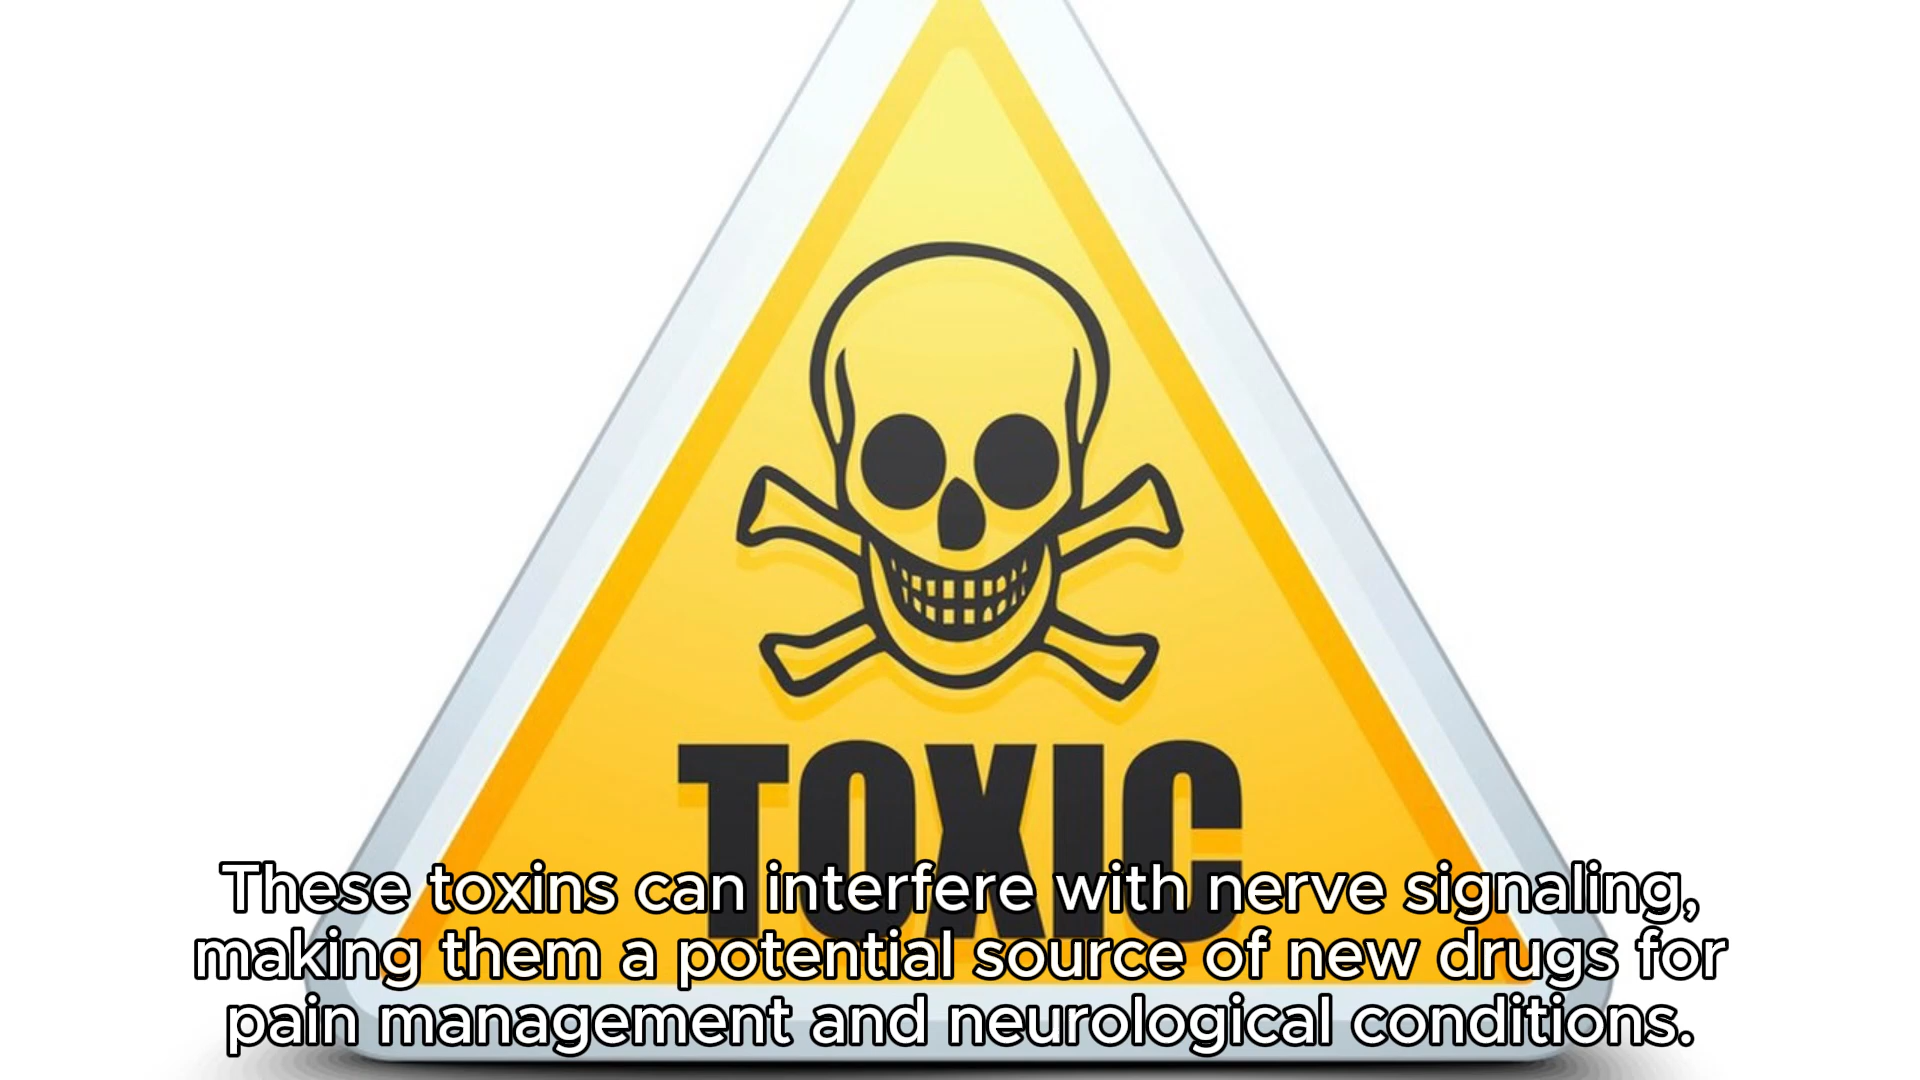 TOXIC
These toxins can interfere with nerve signaling,
making them a potential source of new drugs for
pain management and neurological conditions.